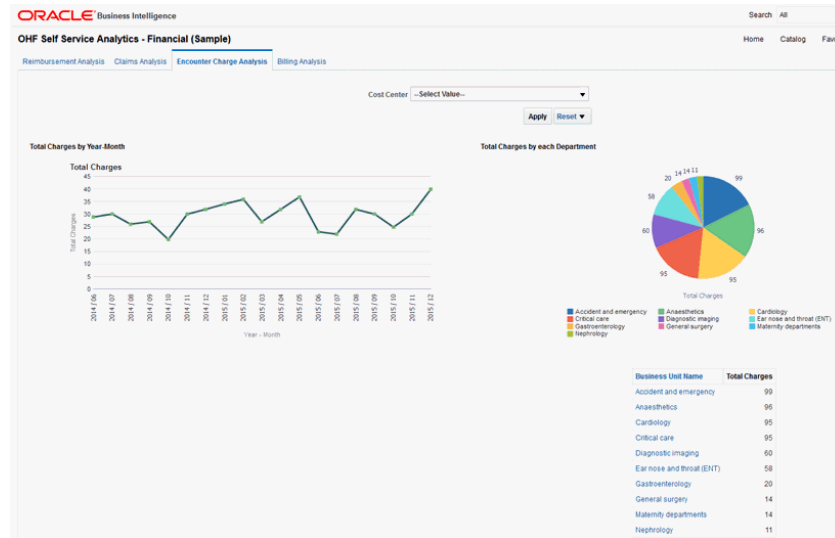 ORACLE Business Intelligence
Search All
OHF Self Service Analytics - Financial (Sample)
Home Catalog
Reimbursement Analysis Claims Analysis Encounter Charge Analysis Billing Analysis
Cost Center --Select Value--
Apply Reset
Total Charges by Year-Month
Total Charges
45
40
35
30
25
20
15
10
5
0
Total Charges
2014 / 06
2014 / 07
2014 / 08
2014 / 09
2014 / 10
2014 / 11
2014 / 12
2015 / 01
2015 / 02
2015 / 03
2015 / 04
2015 / 05
2015 / 06
2015 / 07
2015 / 08
2015 / 09
2015 / 10
2015 / 11
2015 / 12
Year - Month
Total Charges by each Department
99
96
95
95
60
58
20
14
14
11
Total Charges
Accident and emergency Anaesthetics Cardiology
Critical care Diagnostic imaging Ear nose and throat (ENT)
Gastroenterology General surgery Maternity departments
Nephrology
Business Unit Name Total Charges
Accident and emergency 99
Anaesthetics 96
Cardiology 95
Critical care 95
Diagnostic imaging 60
Ear nose and throat (ENT) 58
Gastroenterology 20
General surgery 14
Maternity departments 14
Nephrology 11